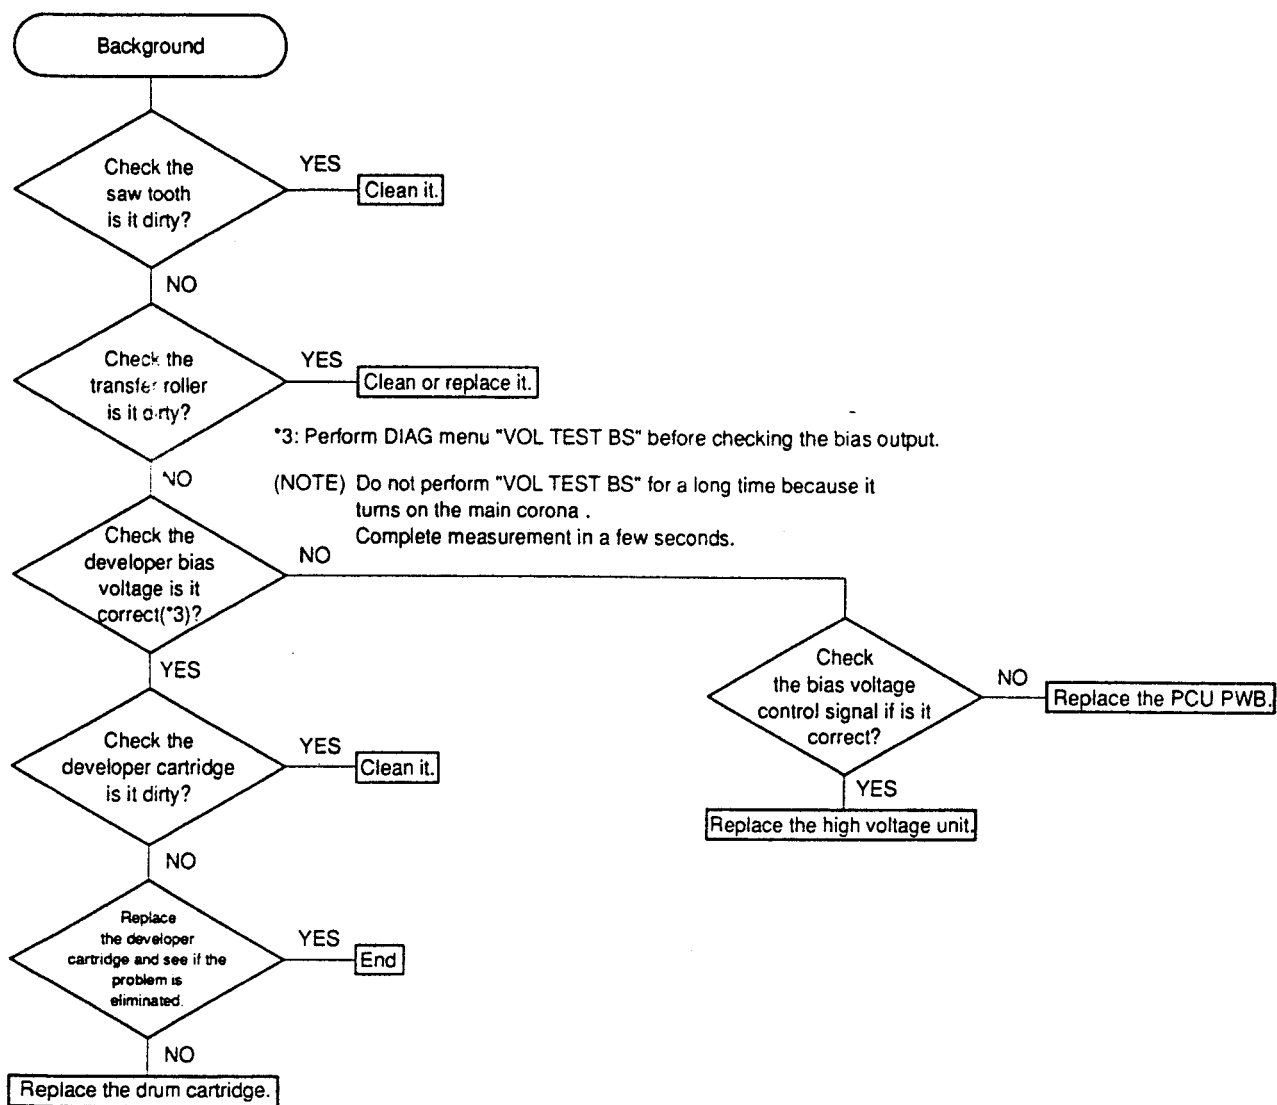 Background
Check the
saw tooth
is it dirty?
YES
Clean it.
NO
Check the
transfer roller
is it dirty?
YES
Clean or replace it.
*3: Perform DIAG menu "VOL TEST BS" before checking the bias output.
NO
(NOTE) Do not perform "VOL TEST BS" for a long time because it
turns on the main corona .
Complete measurement in a few seconds.
Check the
developer bias
voltage is it
correct(*3)?
NO
YES
Check
the bias voltage
control signal if is it
correct?
NO
Replace the PCU PWB.
YES
Replace the high voltage unit.
Check the
developer cartridge
is it dirty?
YES
Clean it.
NO
Replace
the developer
cartridge and see if the
problem is
eliminated.
YES
End
NO
Replace the drum cartridge.